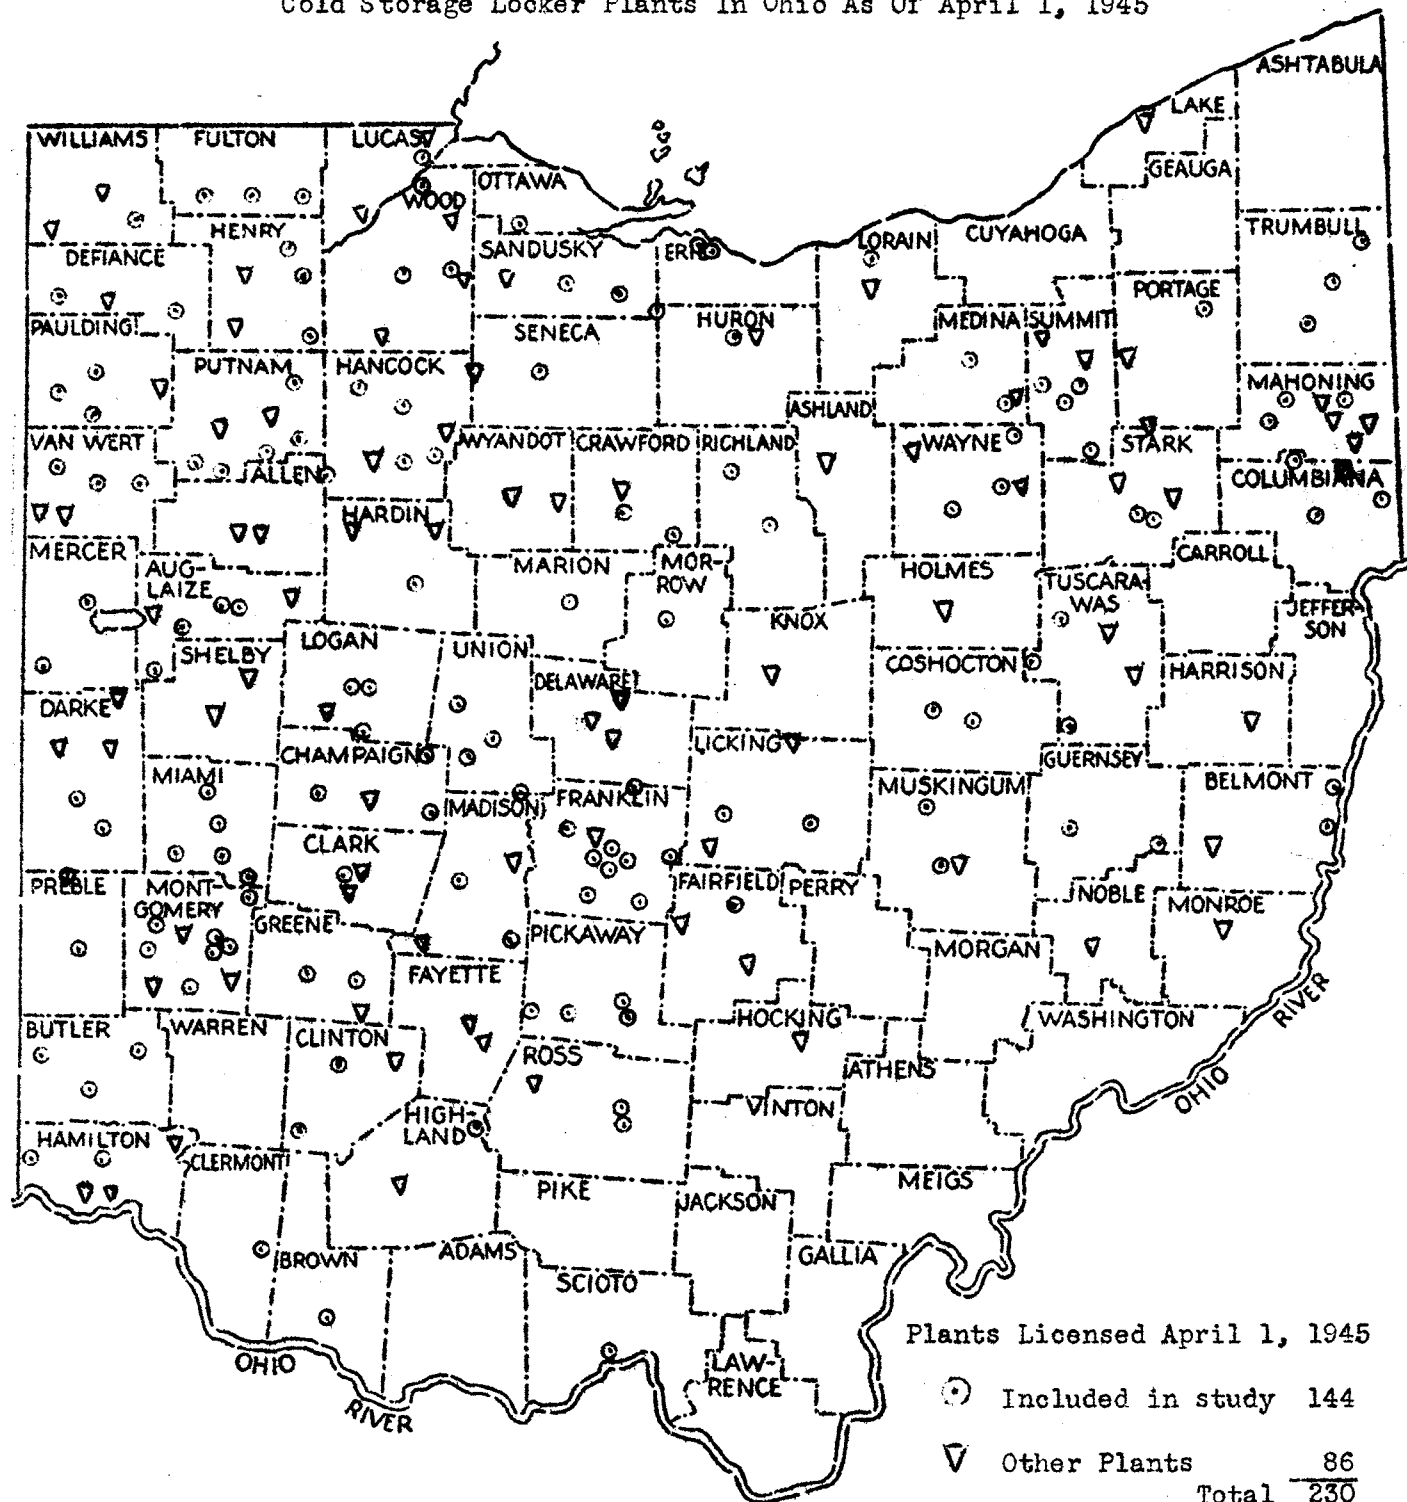 Cold Storage Locker Plants In Ohio As Of April 1, 1945
ASHTABULA
LAKE
WILLIAMS FULTON LUCAS
GEAUGA
OTTAWA
WOOD
HENRY
SANDUSKY ERIE LORAIN CUYAHOGA TRUMBULL
DEFIANCE
PORTAGE
PAULDING SENECA HURON MEDINA SUMMIT
PUTNAM HANCOCK
MAHONING
ASHLAND
VAN WERT WYANDOT CRAWFORD RICHLAND WAYNE STARK
ALLEN COLUMBIANA
HARDIN
MERCER CARROLL
AUG-
LAIZE
MARION MOR-
ROW
HOLMES TUSCARA-
WAS
JEFFER-
SON
KNOX
LOGAN UNION
SHELBY COSHOCTON HARRISON
DELAWARE
DARKE
LICKING
CHAMPAIGN GUERNSEY
MIAMI MUSKINGUM BELMONT
MADISON FRANKLIN
CLARK
PREBLE MONT-
GOMERY
FAIRFIELD PERRY NOBLE
MONROE
GREENE PICKAWAY
MORGAN
FAYETTE
HOCKING WASHINGTON
BUTLER WARREN CLINTON
ROSS
ATHENS
RIVER
OHIO
HIGH-
LAND
VINTON
HAMILTON
CLERMONT
PIKE MEIGS
JACKSON
BROWN ADAMS GALLIA
SCIOTO
Plants Licensed April 1, 1945
OHIO
LAW-
RENCE
RIVER
Included in study 144
Other Plants 86
Total 230